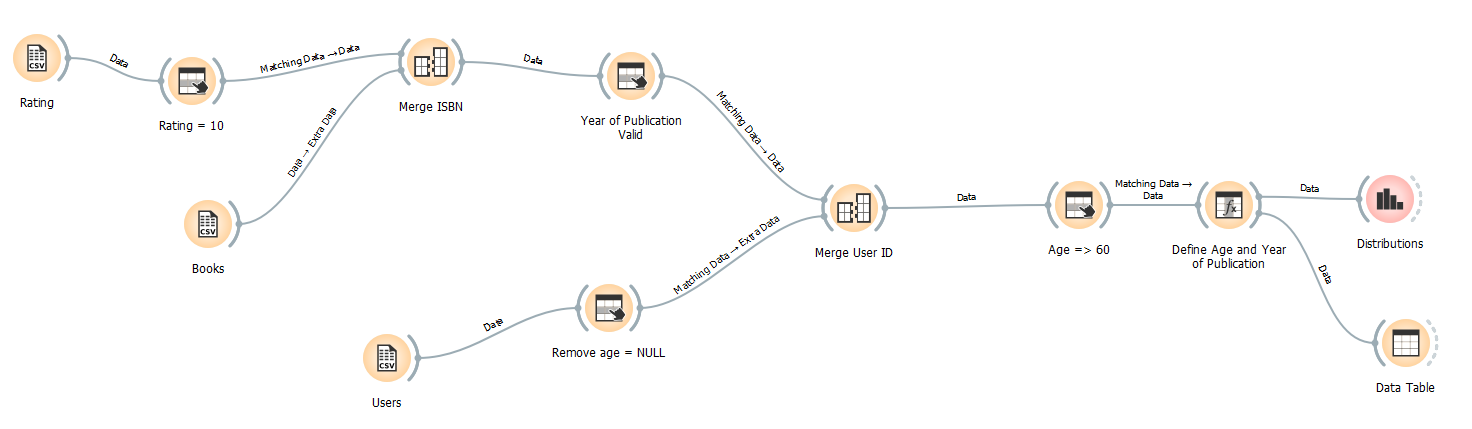 CSV
Rating
Data
Rating = 10
Matching Data → Data
Merge ISBN
Data
Year of Publication
Valid
CSV
Books
Data → Extra Data
Matching Data → Data
Merge User ID
Data
Age => 60
Matching Data →
Data
fx
Define Age and Year
of Publication
Data
Distributions
Data
Data Table
CSV
Users
Data
Remove age = NULL
Matching Data → Extra Data